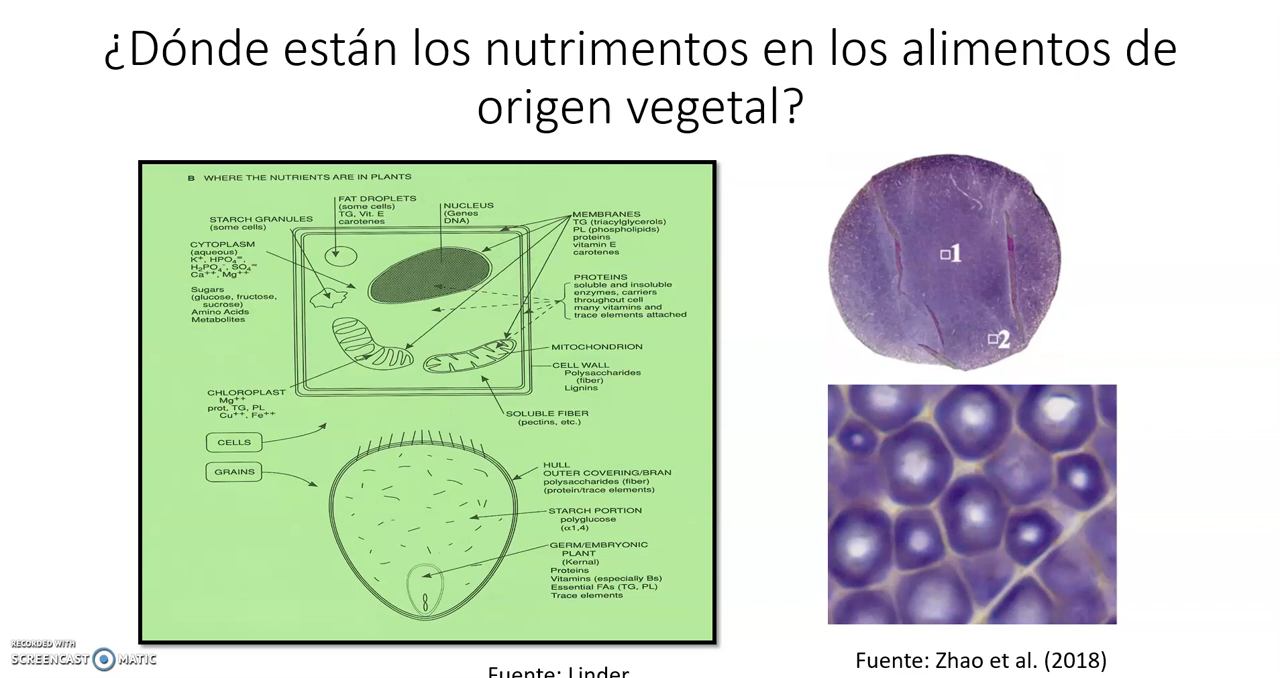 ¿Dónde están los nutrimentos en los alimentos de
origen vegetal?
B WHERE THE NUTRIENTS ARE IN PLANTS
FAT DROPLETS
(some cells)
TG, Vit. E
carotenes
NUCLEUS
(Genes
DNA)
STARCH GRANULES
(some cells)
MEMBRANES
TG (triacylglycerols)
PL (phospholipids)
proteins
vitamin E
carotenes
CYTOPLASM
(aqueous)
K⁺, HPO₄⁼,
H₂PO₄⁻, SO₄⁼
Ca⁺⁺, Mg⁺⁺
Sugars
(glucose, fructose,
sucrose)
Amino Acids
Metabolites
PROTEINS
soluble and insoluble
enzymes, carriers
throughout cell
many vitamins and
trace elements attached
MITOCHONDRION
CELL WALL
Polysaccharides
(fiber)
Lignins
CHLOROPLAST
Mg⁺⁺
prot, TG, PL
Cu⁺⁺, Fe⁺⁺
SOLUBLE FIBER
(pectins, etc.)
CELLS
GRAINS
HULL
OUTER COVERING/BRAN
polysaccharides (fiber)
(protein/trace elements)
STARCH PORTION
polyglucose
(α1,4)
GERM/EMBRYONIC
PLANT
(Kernal)
Proteins
Vitamins (especially Bs)
Essential FAs (TG, PL)
Trace elements
1
2
RECORDED WITH
SCREENCAST MATIC
Fuente: Linder
Fuente: Zhao et al. (2018)